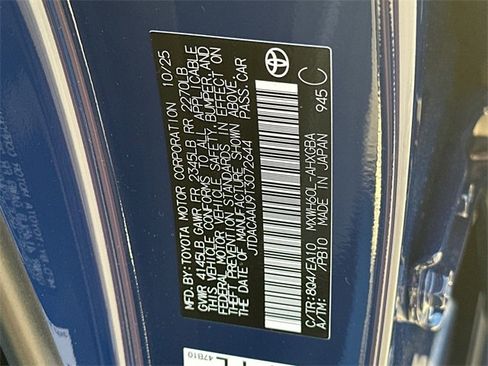 MFD. BY: TOYOTA MOTOR CORPORATION 10/25
GVWR 4145LB GAWR FR 2345LB RR 2270LB
THIS VEHICLE CONFORMS TO ALL APPLICABLE
FEDERAL MOTOR VEHICLE SAFETY, BUMPER, AND
THEFT PREVENTION STANDARDS IN EFFECT ON
THE DATE OF MANUFACTURE SHOWN ABOVE.
JTDACAAU9T3072644 PASS. CAR
C/TR: 8Q4/EA10 MXWH60L-AHXGBA 945 C
A/TM: /PB10 MADE IN JAPAN
47B10